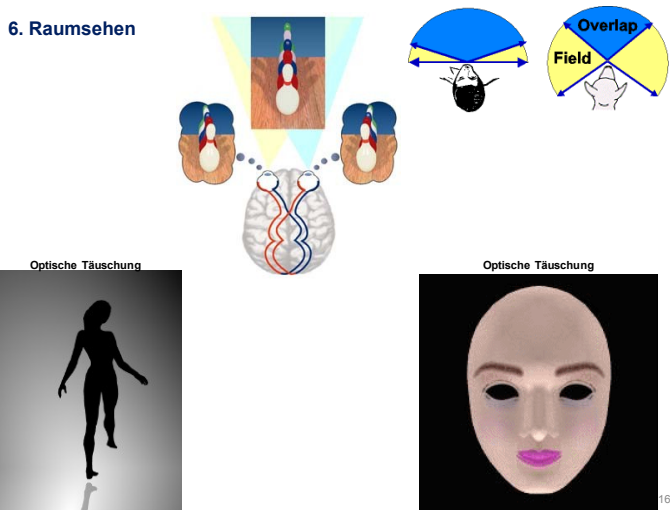 6. Raumsehen
Overlap
Field
Optische Täuschung
Optische Täuschung
16